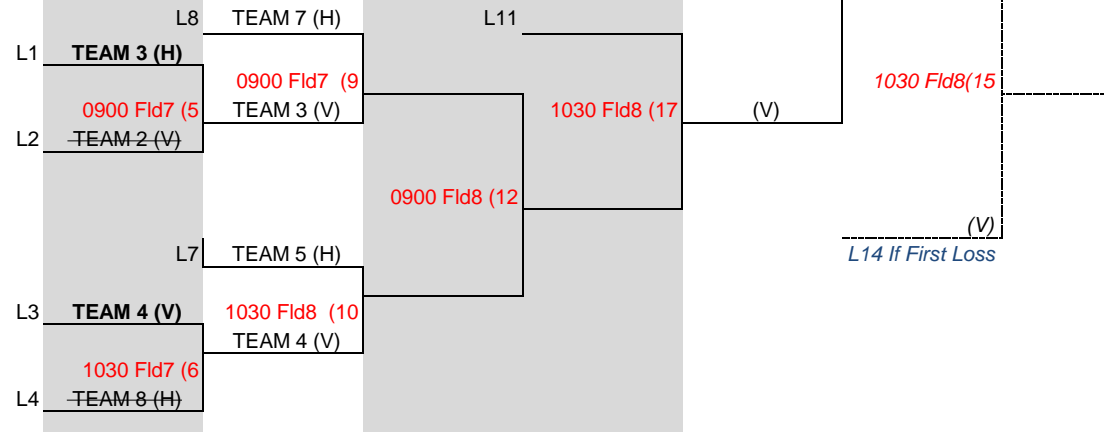 L8 TEAM 7 (H) L11
L1 TEAM 3 (H)
0900 Fld7 (9 1030 Fld8(15
0900 Fld7 (5 TEAM 3 (V) 1030 Fld8 (17 (V)
L2 TEAM 2 (V)
0900 Fld8 (12
(V)
L7 TEAM 5 (H) L14 If First Loss
L3 TEAM 4 (V) 1030 Fld8 (10
TEAM 4 (V)
1030 Fld7 (6
L4 TEAM 8 (H)